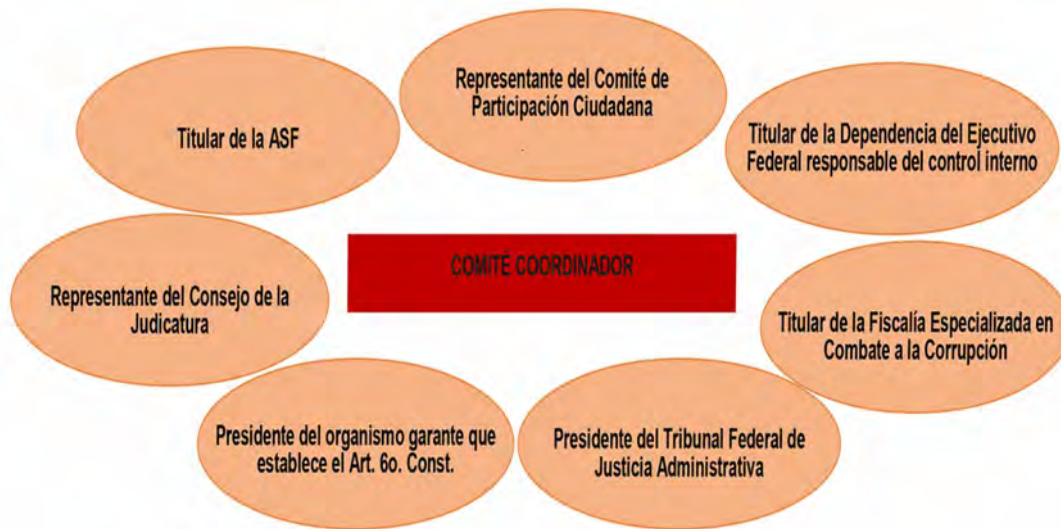 Representante del Comité de
Participación Ciudadana
Titular de la ASF
Titular de la Dependencia del Ejecutivo
Federal responsable del control interno
COMITÉ COORDINADOR
Representante del Consejo de la
Judicatura
Titular de la Fiscalía Especializada en
Combate a la Corrupción
Presidente del organismo garante que
establece el Art. 6o. Const.
Presidente del Tribunal Federal de
Justicia Administrativa